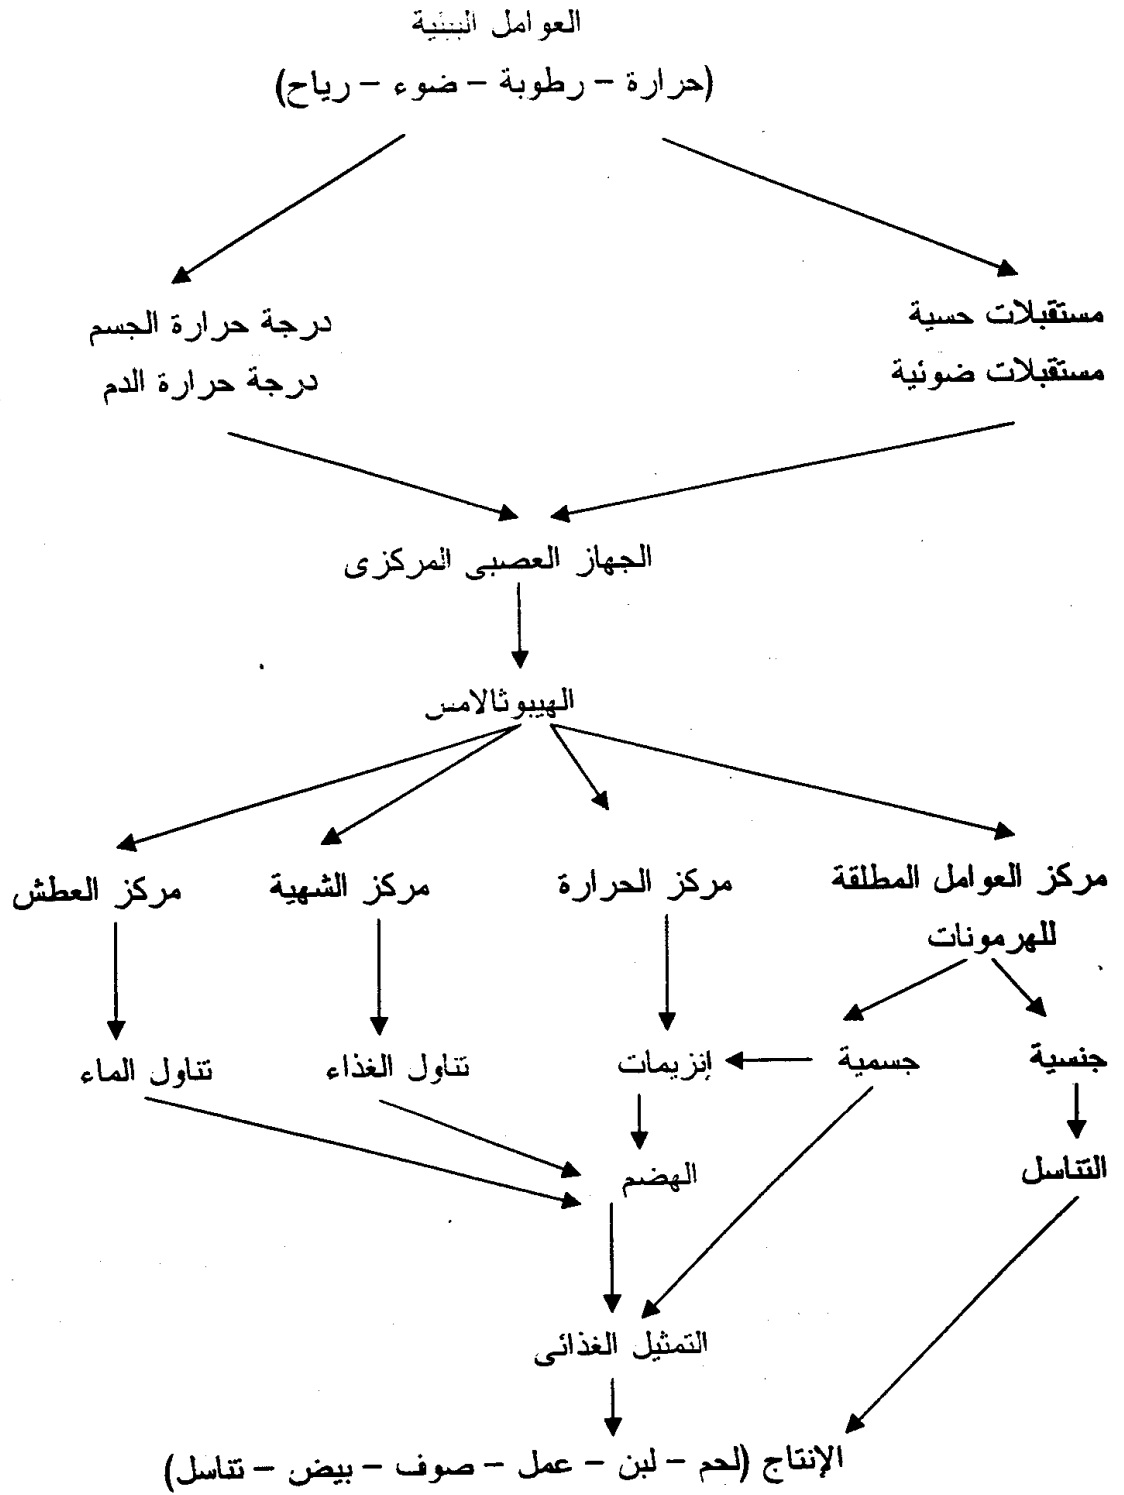 العوامل البيئية
(حرارة – رطوبة – ضوء – رياح)
مستقبلات حسية
مستقبلات ضوئية
درجة حرارة الجسم
درجة حرارة الدم
الجهاز العصبى المركزى
الهيبوثالامس
مركز العوامل المطلقة
للهرمونات
مركز الحرارة
مركز الشهية
مركز العطش
جنسية
جسمية
إنزيمات
تناول الغذاء
تناول الماء
التناسل
الهضم
التمثيل الغذائى
الإنتاج (لحم – لبن – عمل – صوف – بيض – تناسل)